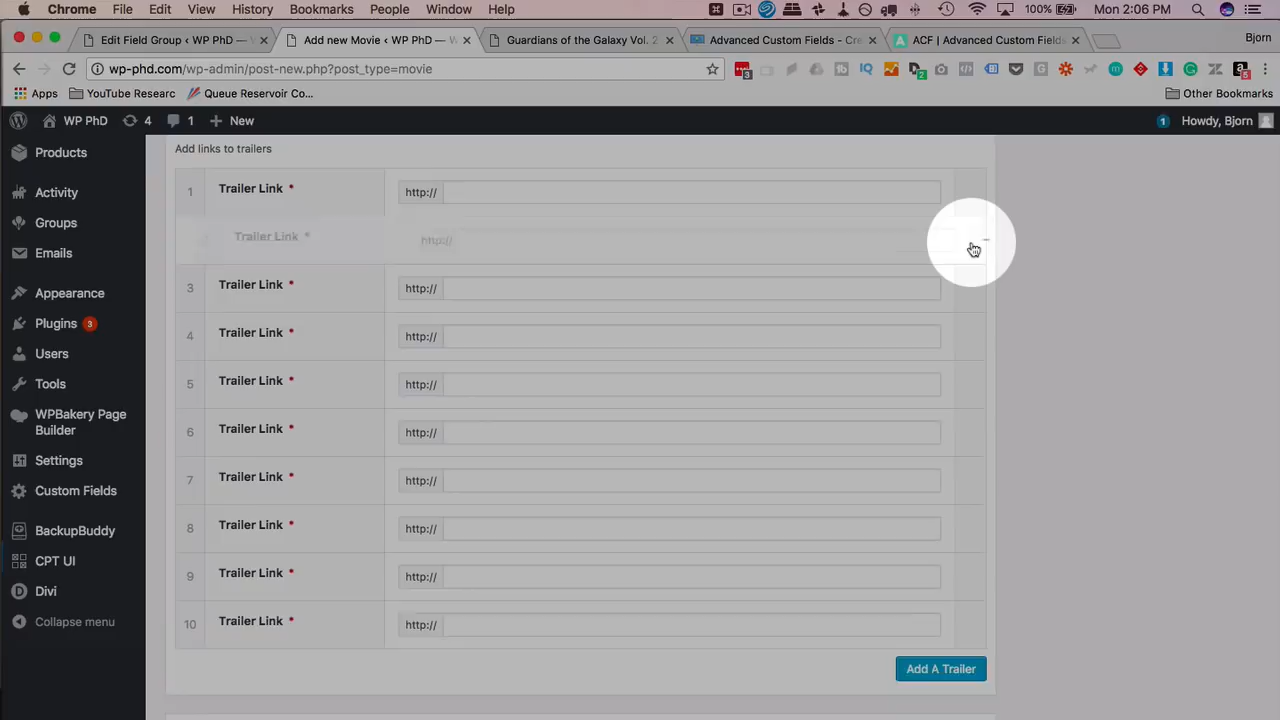 Chrome File Edit View History Bookmarks People Window Help 100% Mon 2:06 PM
Edit Field Group < WP PhD — Add new Movie < WP PhD — W Guardians of the Galaxy Vol. 2 Advanced Custom Fields - Cre ACF | Advanced Custom Fields Bjorn
wp-phd.com/wp-admin/post-new.php?post_type=movie 3 2 5
Apps YouTube Researc Queue Reservoir Co... Other Bookmarks
WP PhD 4 1 New 1 Howdy, Bjorn
Products
Activity
Groups
Emails
Appearance
Plugins 3
Users
Tools
WPBakery Page
Builder
Settings
Custom Fields
BackupBuddy
CPT UI
Divi
Collapse menu
Add links to trailers
1 Trailer Link * http://
Trailer Link * http://
3 Trailer Link * http://
4 Trailer Link * http://
5 Trailer Link * http://
6 Trailer Link * http://
7 Trailer Link * http://
8 Trailer Link * http://
9 Trailer Link * http://
10 Trailer Link * http://
Add A Trailer